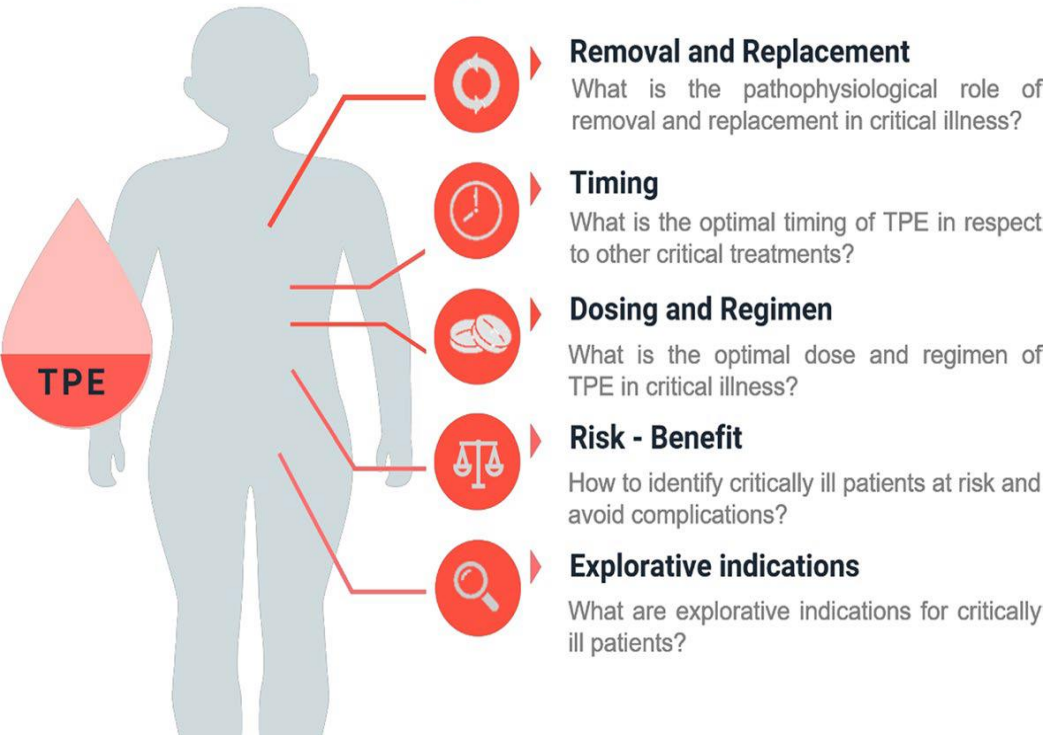 Removal and Replacement
What is the pathophysiological role of
removal and replacement in critical illness?
Timing
What is the optimal timing of TPE in respect
to other critical treatments?
Dosing and Regimen
What is the optimal dose and regimen of
TPE in critical illness?
TPE
Risk - Benefit
How to identify critically ill patients at risk and
avoid complications?
Explorative indications
What are explorative indications for critically
ill patients?